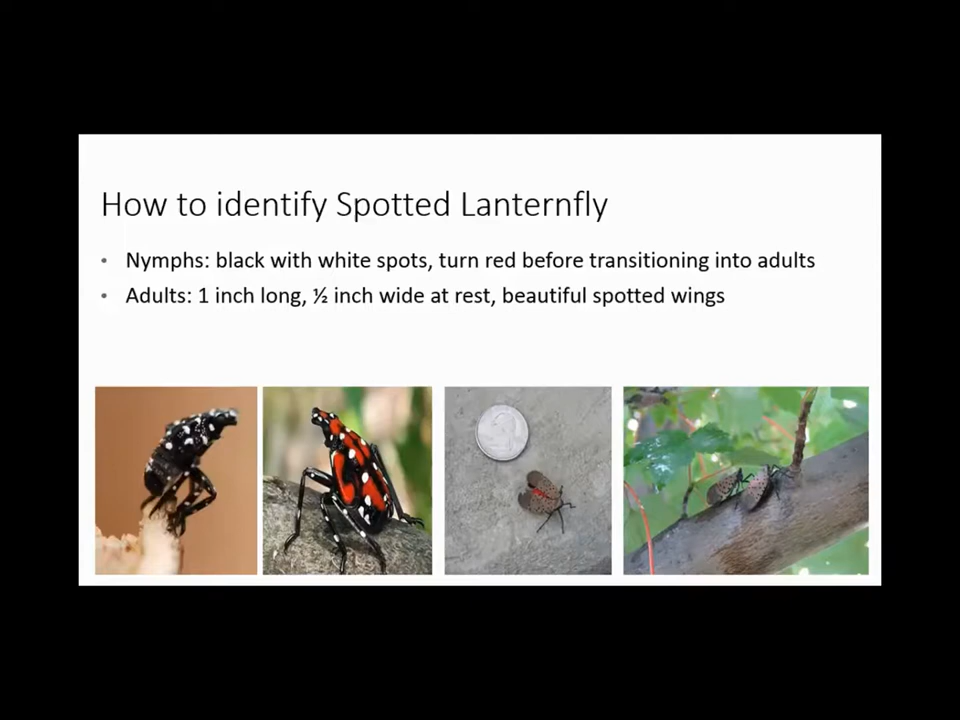 How to identify Spotted Lanternfly
• Nymphs: black with white spots, turn red before transitioning into adults
• Adults: 1 inch long, ½ inch wide at rest, beautiful spotted wings